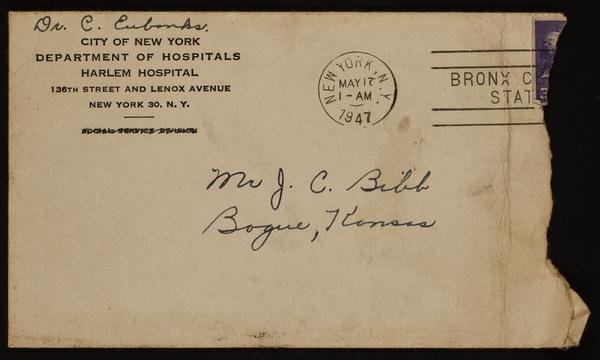 Dr. C. Eubanks.
CITY OF NEW YORK
DEPARTMENT OF HOSPITALS
HARLEM HOSPITAL
136TH STREET AND LENOX AVENUE
NEW YORK 30, N. Y.
SOCIAL SERVICE DIVISION
NEW YORK, N.Y.
MAY 17
1 - AM
1947
BRONX C
STAT
Mr J. C. Bibb
Bogue, Kansas